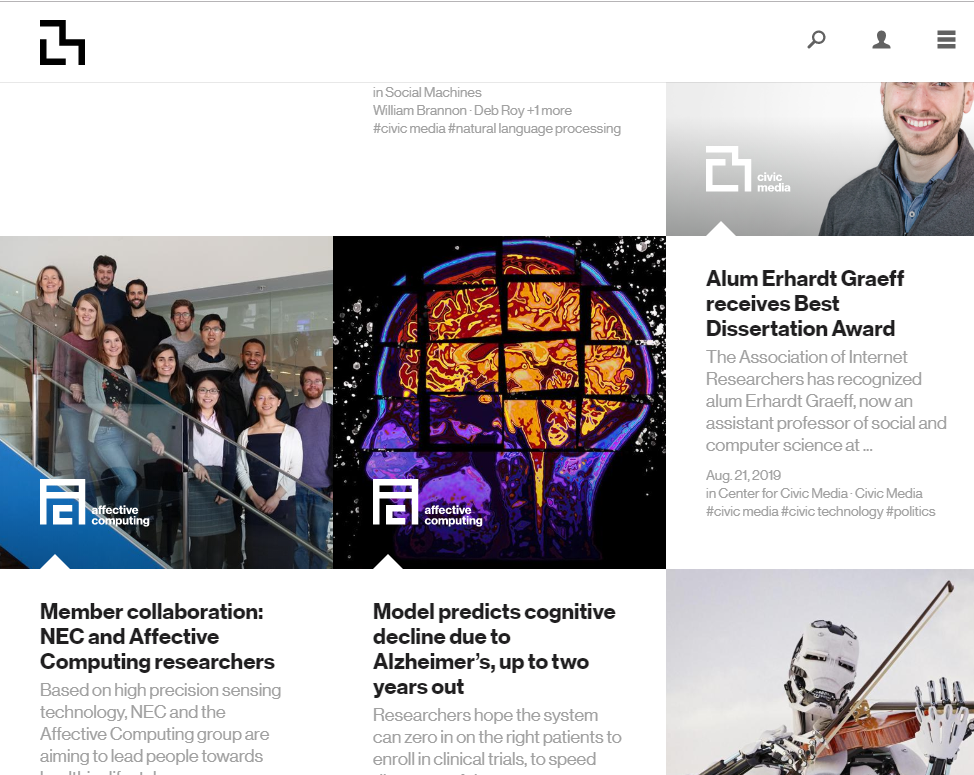 in Social Machines
William Brannon · Deb Roy +1 more
#civic media #natural language processing
civic
media
Alum Erhardt Graeff
receives Best
Dissertation Award
The Association of Internet
Researchers has recognized
alum Erhardt Graeff, now an
assistant professor of social and
computer science at ...
Aug. 21, 2019
in Center for Civic Media · Civic Media
#civic media #civic technology #politics
affective
computing
Member collaboration:
NEC and Affective
Computing researchers
Based on high precision sensing
technology, NEC and the
Affective Computing group are
aiming to lead people towards
affective
computing
Model predicts cognitive
decline due to
Alzheimer's, up to two
years out
Researchers hope the system
can zero in on the right patients to
enroll in clinical trials, to speed